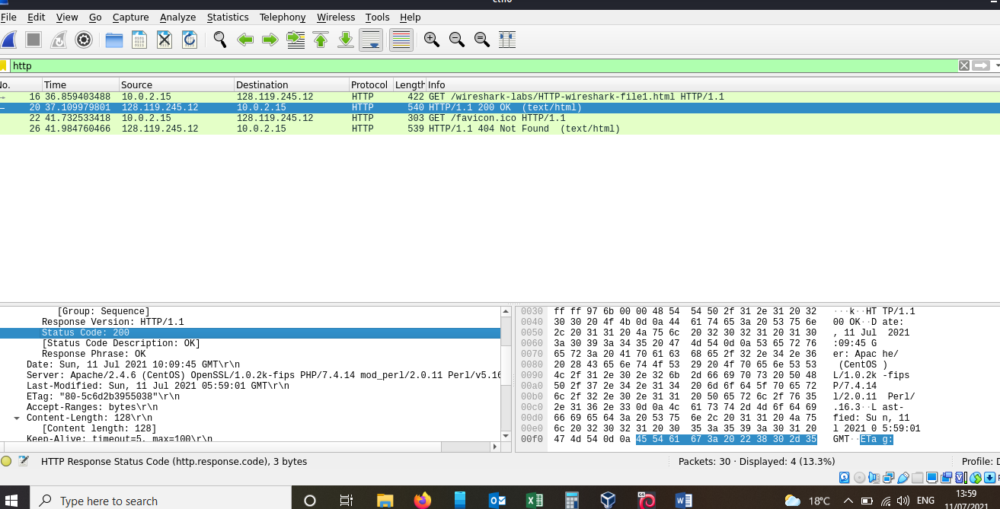 eth0
File Edit View Go Capture Analyze Statistics Telephony Wireless Tools Help
http
No. Time Source Destination Protocol Length Info
16 36.859403488 10.0.2.15 128.119.245.12 HTTP 422 GET /wireshark-labs/HTTP-wireshark-file1.html HTTP/1.1
20 37.109979801 128.119.245.12 10.0.2.15 HTTP 540 HTTP/1.1 200 OK (text/html)
22 41.732533418 10.0.2.15 128.119.245.12 HTTP 303 GET /favicon.ico HTTP/1.1
26 41.984760466 128.119.245.12 10.0.2.15 HTTP 539 HTTP/1.1 404 Not Found (text/html)
[Group: Sequence]
Response Version: HTTP/1.1
Status Code: 200
[Status Code Description: OK]
Response Phrase: OK
Date: Sun, 11 Jul 2021 10:09:45 GMT\r\n
Server: Apache/2.4.6 (CentOS) OpenSSL/1.0.2k-fips PHP/7.4.14 mod_perl/2.0.11 Perl/v5.16
Last-Modified: Sun, 11 Jul 2021 05:59:01 GMT\r\n
ETag: "80-5c6d2b3955038"\r\n
Accept-Ranges: bytes\r\n
Content-Length: 128\r\n
[Content length: 128]
Keep-Alive: timeout=5, max=100\r\n
0030 ff ff 97 6b 00 00 48 54 54 50 2f 31 2e 31 20 32 ···k··HT TP/1.1
0040 30 30 20 4f 4b 0d 0a 44 61 74 65 3a 20 53 75 6e 00 OK··D ate:
0050 2c 20 31 31 20 4a 75 6c 20 32 30 32 31 20 31 30 , 11 Jul 2021
0060 3a 30 39 3a 34 35 20 47 4d 54 0d 0a 53 65 72 76 :09:45 G
0070 65 72 3a 20 41 70 61 63 68 65 2f 32 2e 34 2e 36 er: Apac he/
0080 20 28 43 65 6e 74 4f 53 29 20 4f 70 65 6e 53 53 (CentOS )
0090 4c 2f 31 2e 30 2e 32 6b 2d 66 69 70 73 20 50 48 L/1.0.2k -fips
00a0 50 2f 37 2e 34 2e 31 34 20 6d 6f 64 5f 70 65 72 P/7.4.14
00b0 6c 2f 32 2e 30 2e 31 31 20 50 65 72 6c 2f 76 35 l/2.0.11 Perl/
00c0 2e 31 36 2e 33 0d 0a 4c 61 73 74 2d 4d 6f 64 69 .16.3··L ast-
00d0 66 69 65 64 3a 20 53 75 6e 2c 20 31 31 20 4a 75 fied: Su n, 11
00e0 6c 20 32 30 32 31 20 30 35 3a 35 39 3a 30 31 20 l 2021 0 5:59:01
00f0 47 4d 54 0d 0a 45 54 61 67 3a 20 22 38 30 2d 35 GMT··ETa g:
HTTP Response Status Code (http.response.code), 3 bytes
Packets: 30 · Displayed: 4 (13.3%)
Profile: D
Type here to search
18°C ENG
13:59
11/07/2021